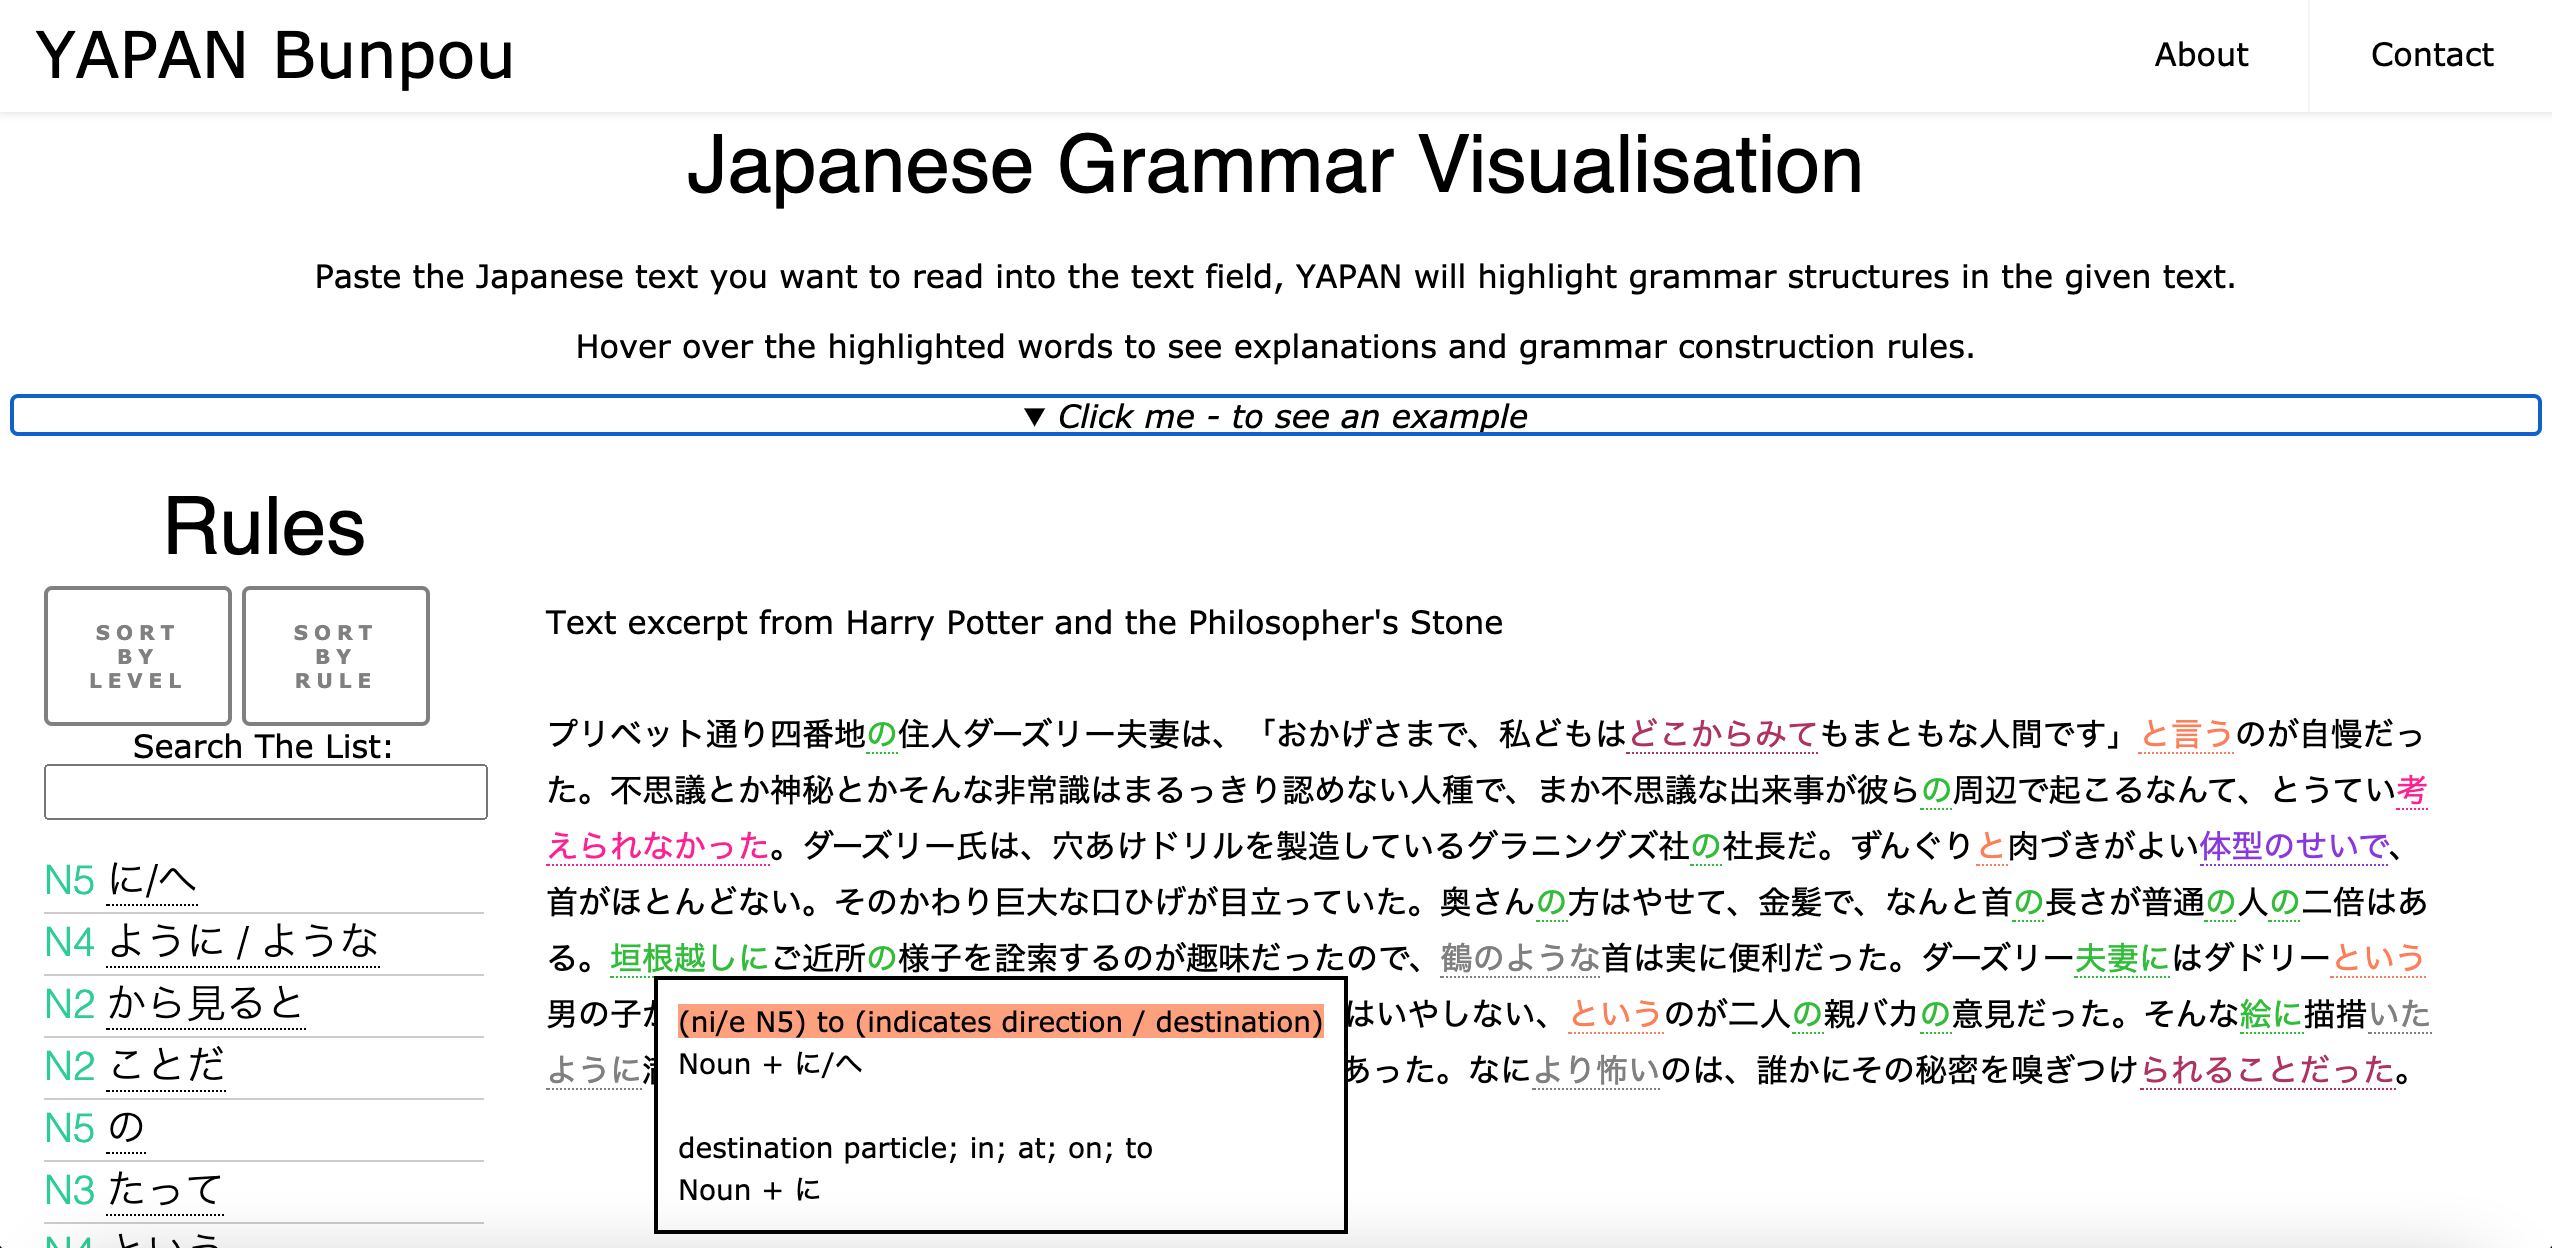 YAPAN Bunpou
About
Contact
Japanese Grammar Visualisation
Paste the Japanese text you want to read into the text field, YAPAN will highlight grammar structures in the given text.
Hover over the highlighted words to see explanations and grammar construction rules.
▼ Click me - to see an example
Rules
SORT
BY
LEVEL
SORT
BY
RULE
Search The List:
N5 に/へ
N4 ように / ような
N2 から見ると
N2 ことだ
N5 の
N3 たって
N4 という
Text excerpt from Harry Potter and the Philosopher's Stone
プリベット通り四番地の住人ダーズリー夫妻は、「おかげさまで、私どもはどこからみてもまともな人間です」と言うのが自慢だっ
た。不思議とか神秘とかそんな非常識はまるっきり認めない人種で、まか不思議な出来事が彼らの周辺で起こるなんて、とうてい考
えられなかった。ダーズリー氏は、穴あけドリルを製造しているグラニングズ社の社長だ。ずんぐりと肉づきがよい体型のせいで、
首がほとんどない。そのかわり巨大な口ひげが目立っていた。奥さんの方はやせて、金髪で、なんと首の長さが普通の人の二倍はあ
る。垣根越しにご近所の様子を詮索するのが趣味だったので、鶴のような首は実に便利だった。ダーズリー夫妻にはダドリーという
男の子が はいやしない、というのが二人の親バカの意見だった。そんな絵に描措いた
ように あった。なにより怖いのは、誰かにその秘密を嗅ぎつけられることだった。
(ni/e N5) to (indicates direction / destination)
Noun + に/へ
destination particle; in; at; on; to
Noun + に